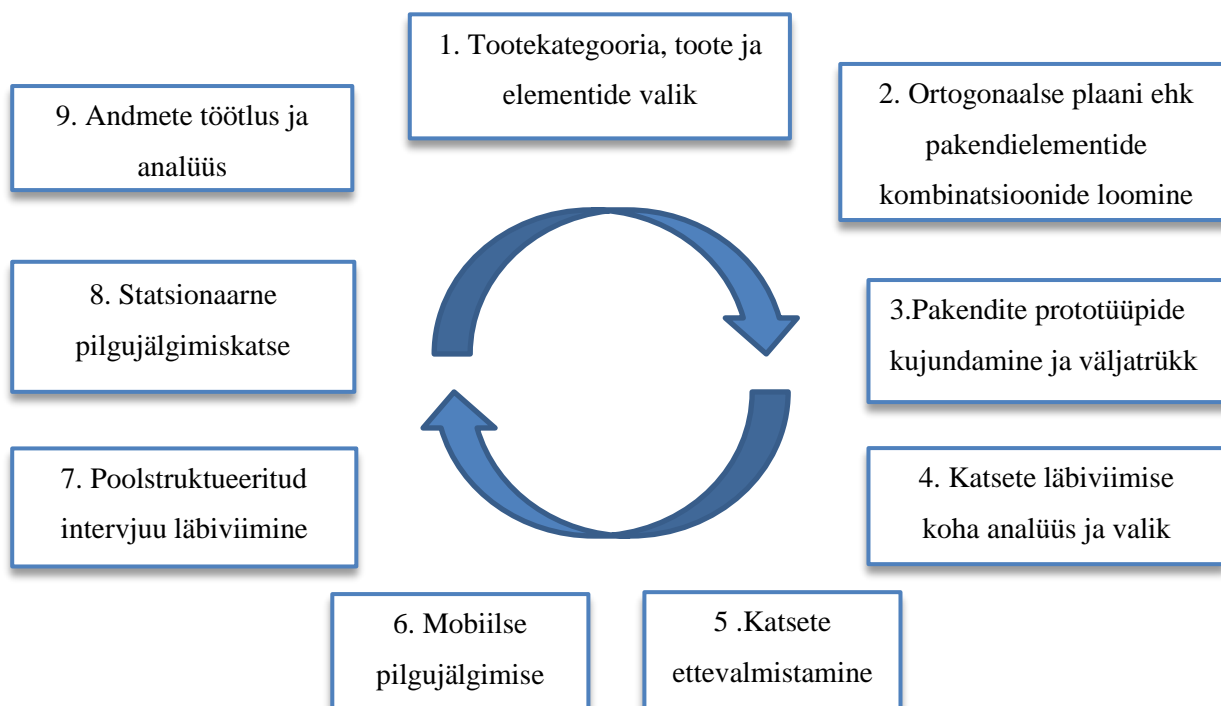 1. Tootekategooria, toote ja
elementide valik
2. Ortogonaalse plaani ehk
pakendielementide
kombinatsioonide loomine
3.Pakendite prototüüpide
kujundamine ja väljatrükk
4. Katsete läbiviimise
koha analüüs ja valik
5 .Katsete
ettevalmistamine
6. Mobiilse
pilgujälgimise
7. Poolstruktueeritud
intervjuu läbiviimine
8. Statsionaarne
pilgujälgimiskatse
9. Andmete töötlus ja
analüüs